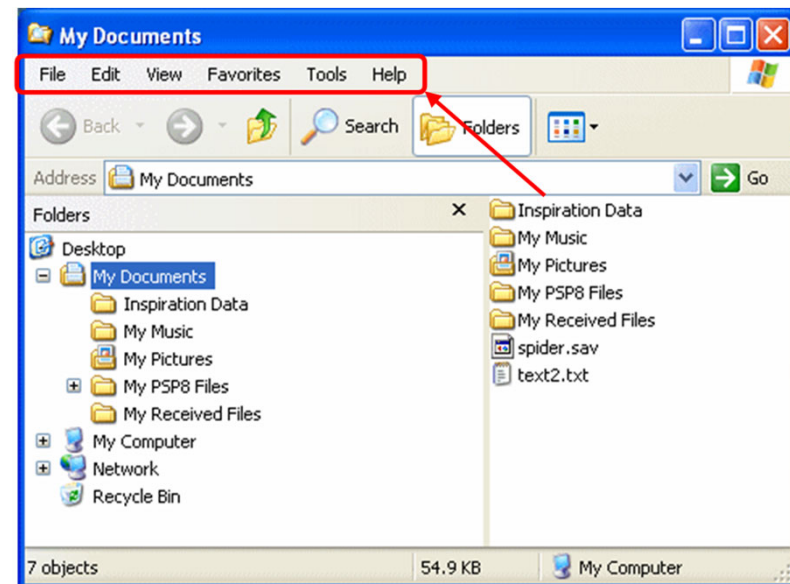 My Documents
File Edit View Favorites Tools Help
Back Search Folders
Address My Documents Go
Folders
Desktop
My Documents
Inspiration Data
My Music
My Pictures
My PSP8 Files
My Received Files
My Computer
Network
Recycle Bin
Inspiration Data
My Music
My Pictures
My PSP8 Files
My Received Files
spider.sav
text2.txt
7 objects 54.9 KB My Computer